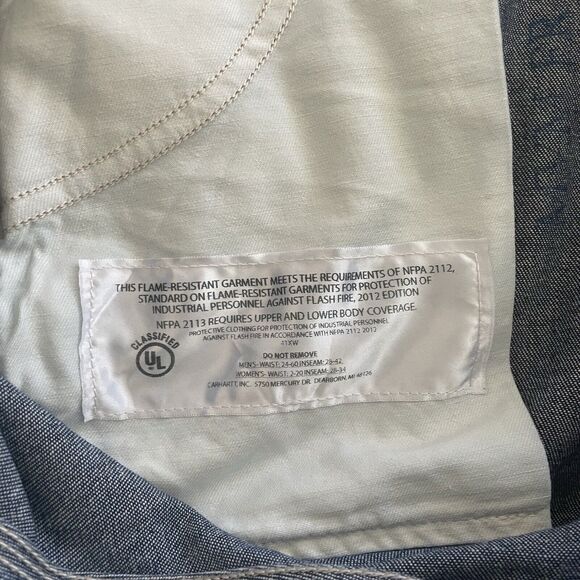 THIS FLAME-RESISTANT GARMENT MEETS THE REQUIREMENTS OF NFPA 2112,
STANDARD ON FLAME-RESISTANT GARMENTS FOR PROTECTION OF
INDUSTRIAL PERSONNEL AGAINST FLASH FIRE, 2012 EDITION
NFPA 2113 REQUIRES UPPER AND LOWER BODY COVERAGE.
PROTECTIVE CLOTHING FOR PROTECTION OF INDUSTRIAL PERSONNEL
AGAINST FLASH FIRE IN ACCORDANCE WITH NFPA 2112 2012
41XW
CLASSIFIED
UL
DO NOT REMOVE
MEN'S- WAIST: 24-60 INSEAM: 28-42
WOMEN'S- WAIST: 2-20 INSEAM: 28-34
CARHARTT, INC. 5750 MERCURY DR. DEARBORN, MI 48126